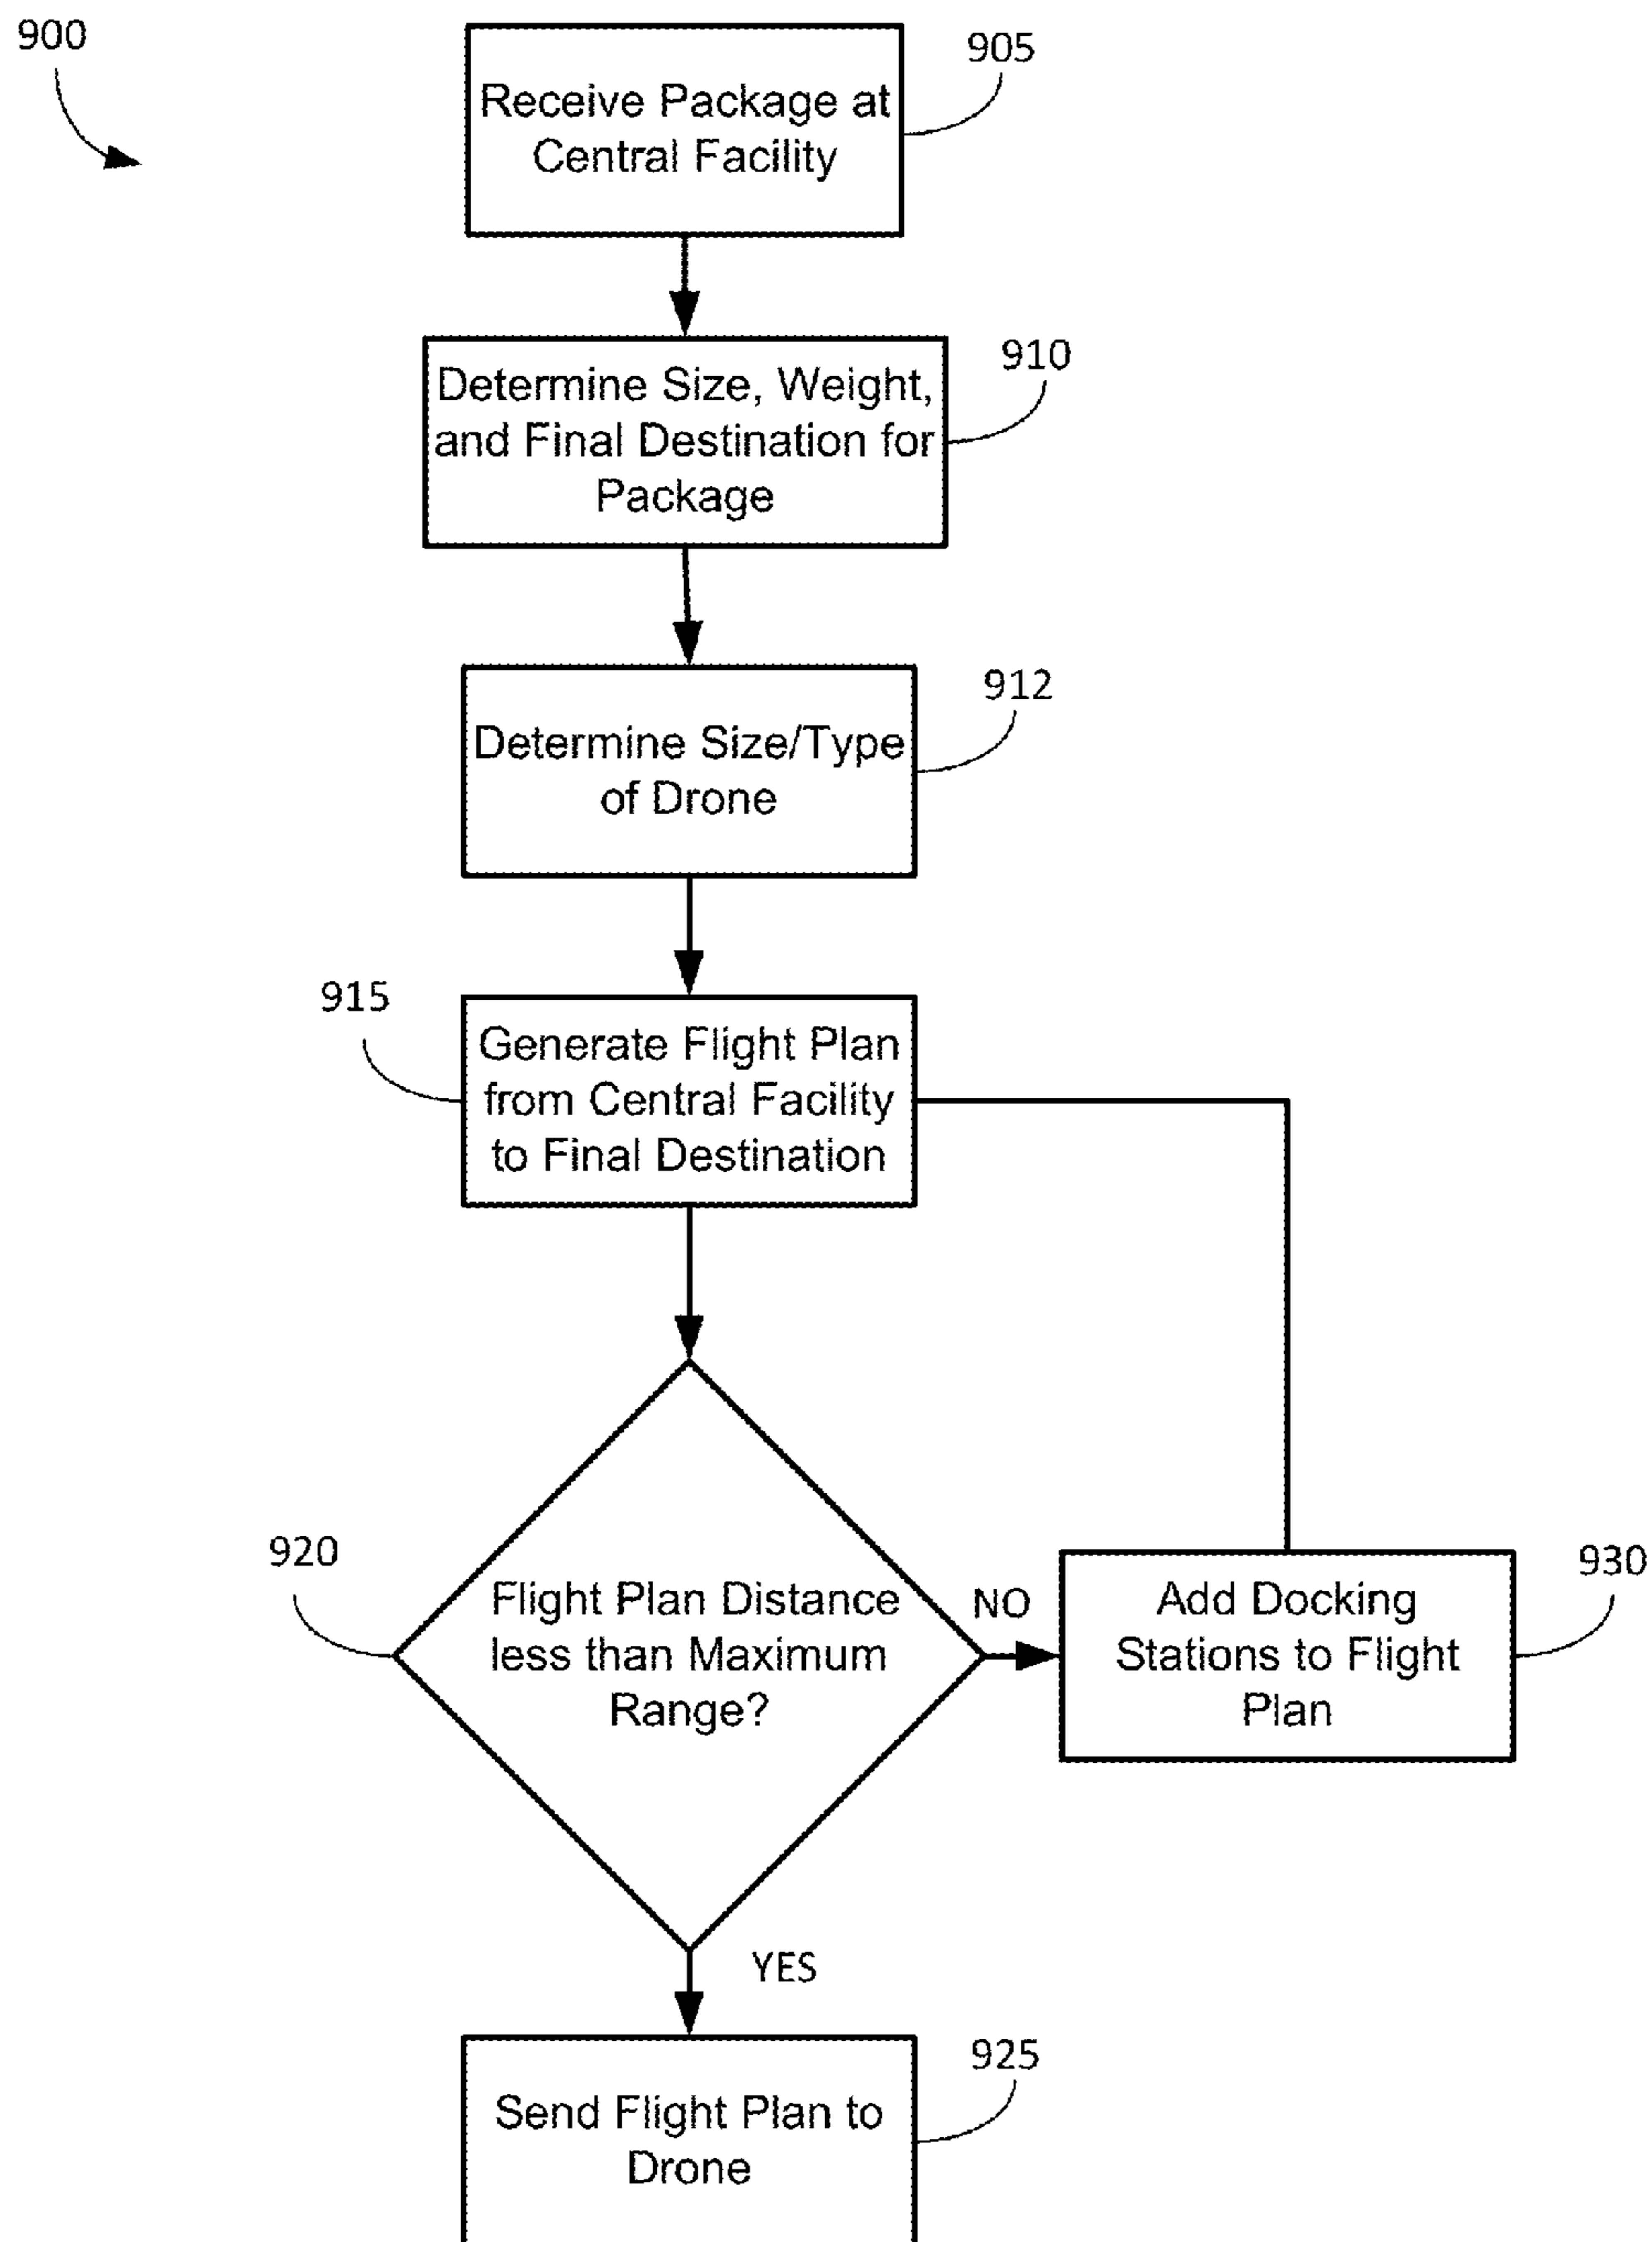 900
905
Receive Package at
Central Facility
910
Determine Size, Weight,
and Final Destination for
Package
912
Determine Size/Type
of Drone
915
Generate Flight Plan
from Central Facility
to Final Destination
920
Flight Plan Distance
less than Maximum
Range?
NO
930
Add Docking
Stations to Flight
Plan
YES
925
Send Flight Plan to
Drone